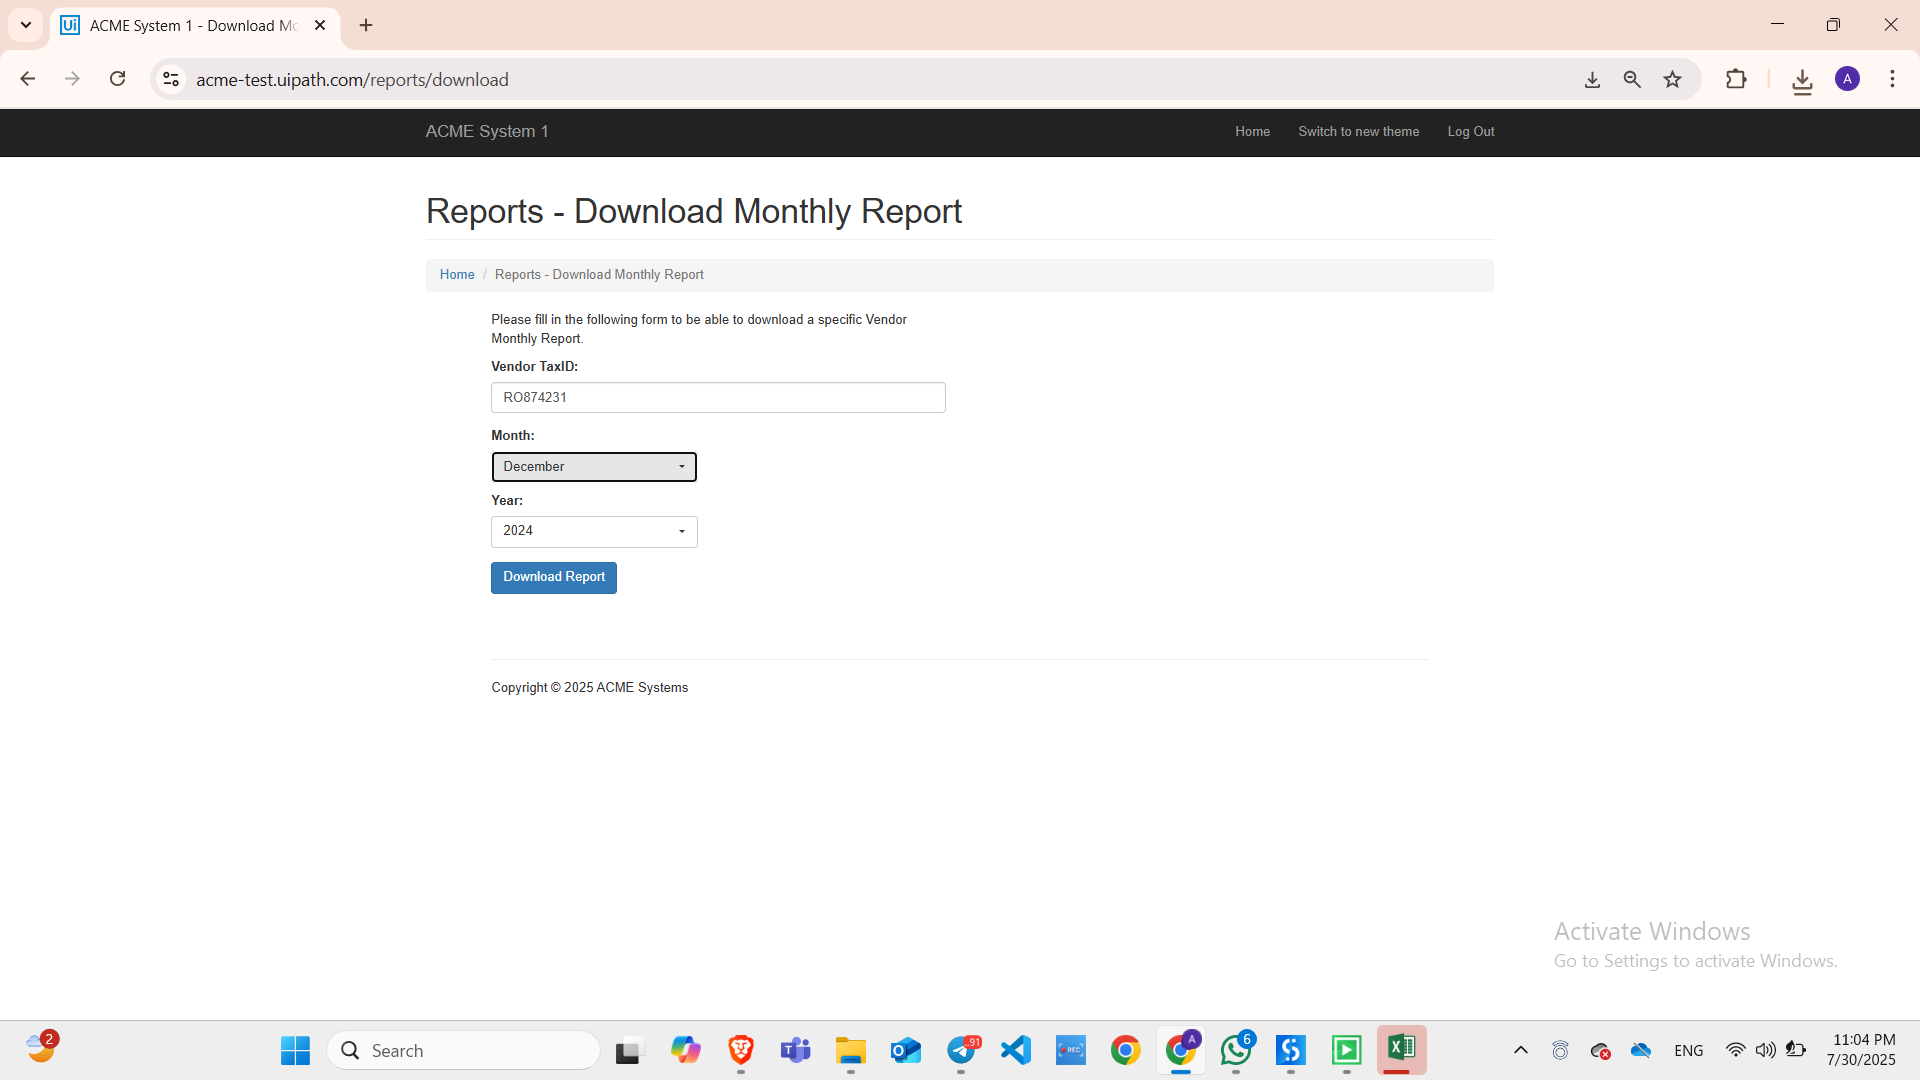 ACME System 1 - Download Mo
acme-test.uipath.com/reports/download
A
ACME System 1
Home
Switch to new theme
Log Out
Reports - Download Monthly Report
Home / Reports - Download Monthly Report
Please fill in the following form to be able to download a specific Vendor
Monthly Report.
Vendor TaxID:
RO874231
Month:
December
Year:
2024
Download Report
Copyright © 2025 ACME Systems
Activate Windows
Go to Settings to activate Windows.
2
Search
91
REC
A
6
ENG
11:04 PM
7/30/2025